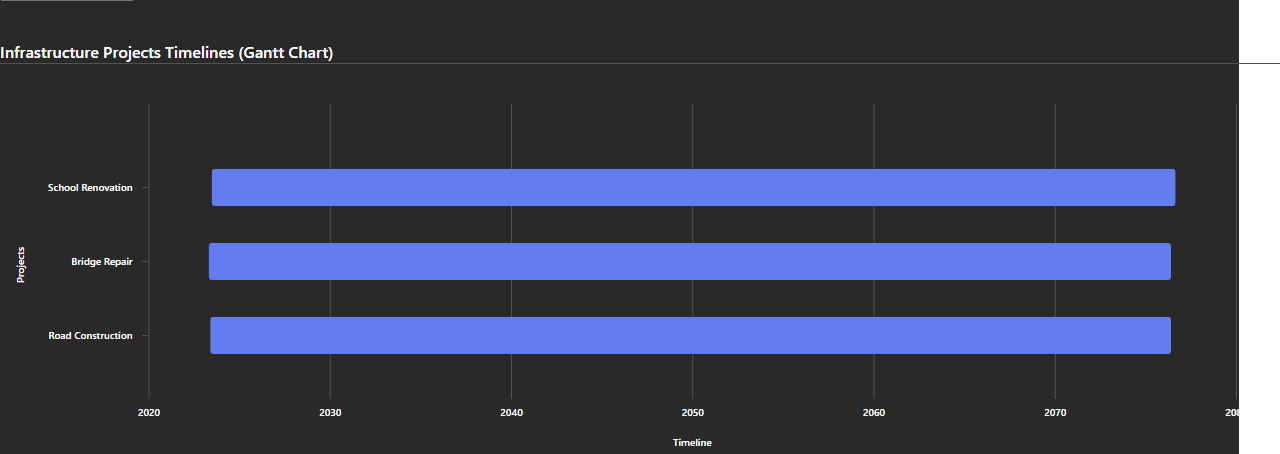 Infrastructure Projects Timelines (Gantt Chart)
School Renovation
Bridge Repair
Road Construction
Projects
2020 2030 2040 2050 2060 2070
Timeline